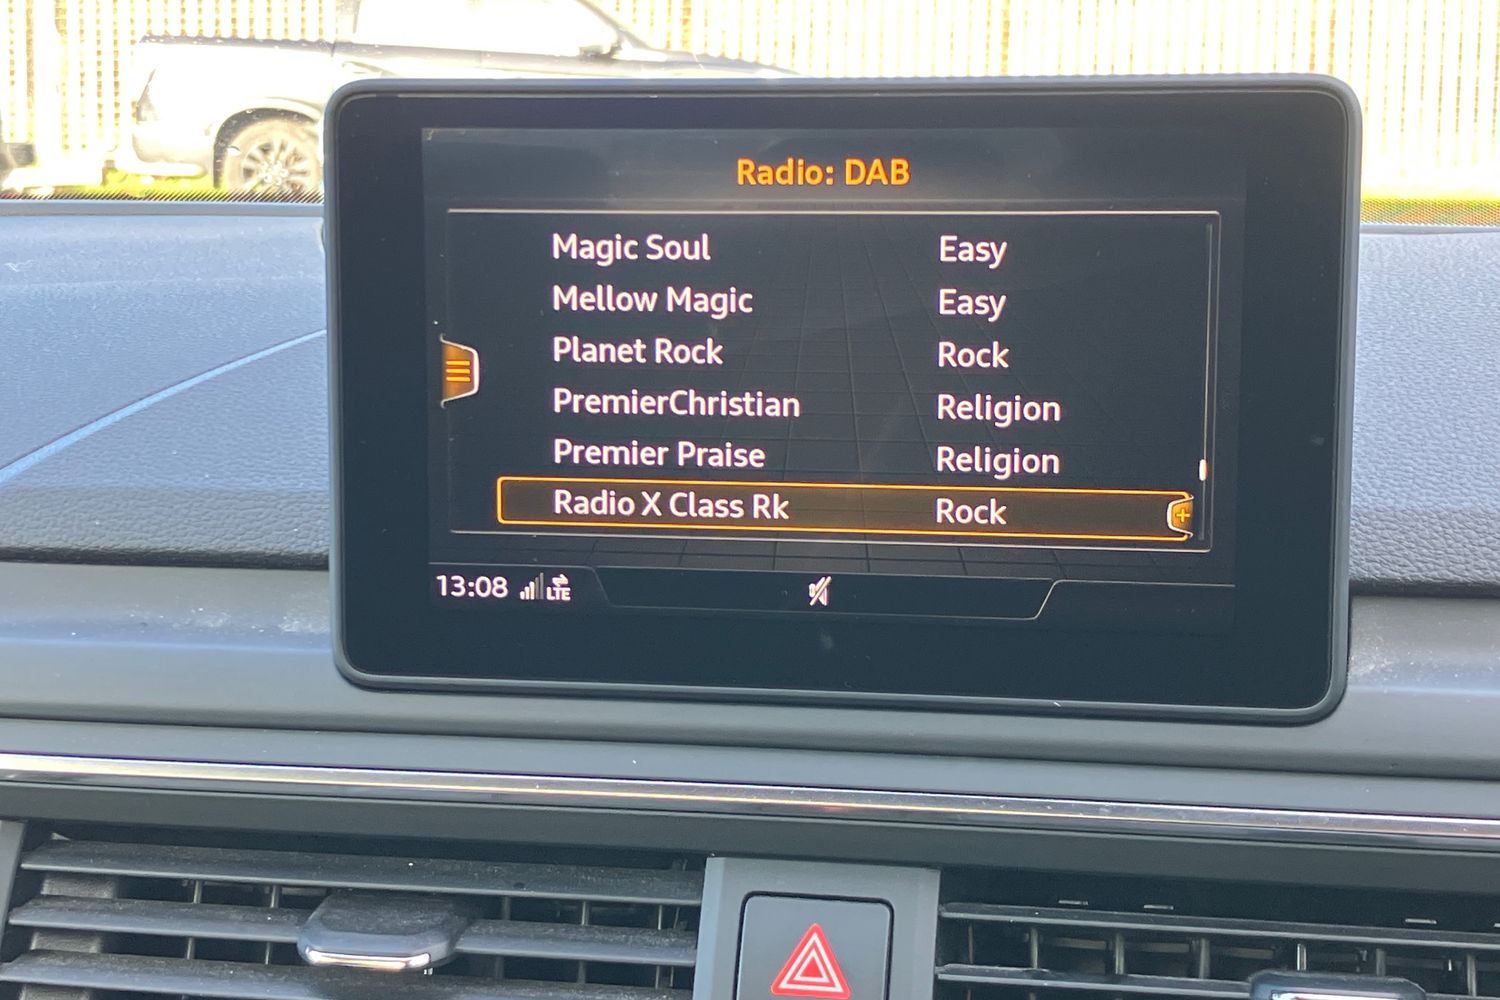 Radio: DAB
Magic Soul Easy
Mellow Magic Easy
Planet Rock Rock
PremierChristian Religion
Premier Praise Religion
Radio X Class Rk Rock
13:08 LTE